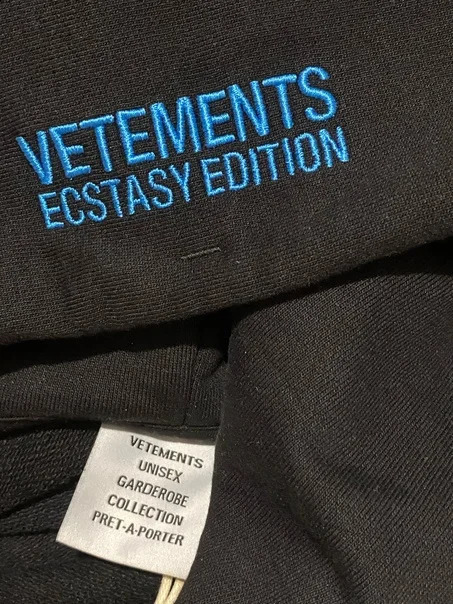 VETEMENTS
ECSTASY EDITION
VETEMENTS
UNISEX
GARDEROBE
COLLECTION
PRET-A-PORTER